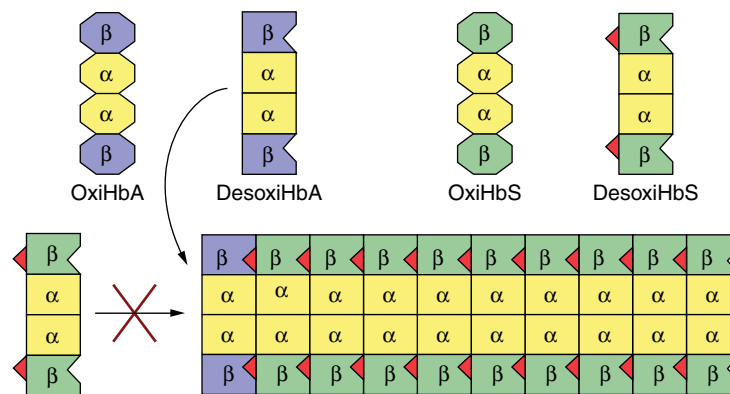 β β β β
α α α α
α α α α
β β β β
OxiHbA DesoxiHbA OxiHbS DesoxiHbS
β β β β β β β β β β β
α α α α α α α α α α α
α α α α α α α α α α α
β β β β β β β β β β β